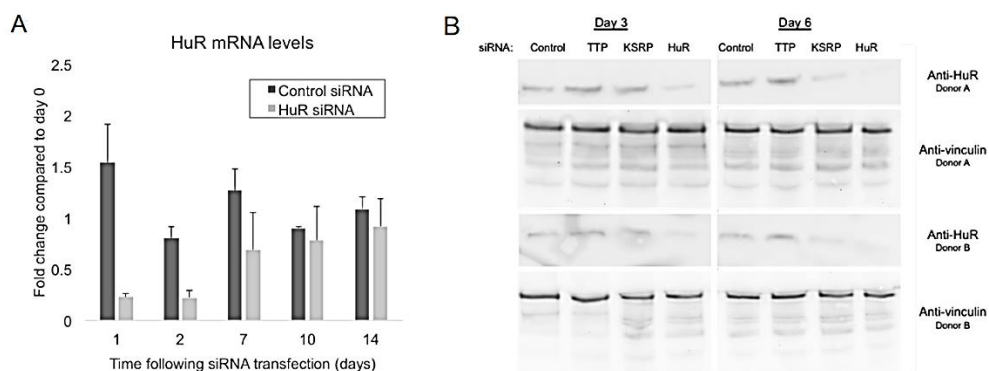 A
HuR mRNA levels
2.5
2
1.5
1
0.5
0
Fold change compared to day 0
Control siRNA
HuR siRNA
1 2 7 10 14
Time following siRNA transfection (days)
B
Day 3 Day 6
siRNA: Control TTP KSRP HuR Control TTP KSRP HuR
Anti-HuR
Donor A
Anti-vinculin
Donor A
Anti-HuR
Donor B
Anti-vinculin
Donor B